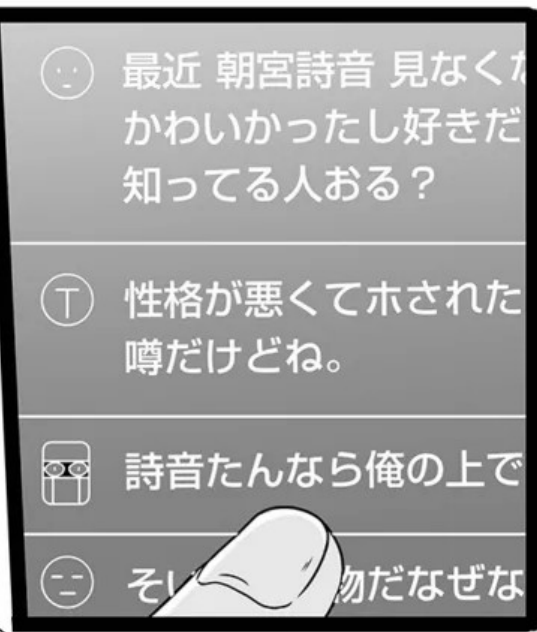 最近 朝宮詩音 見なくな
かわいかったし好きだ
知ってる人おる？
T
性格が悪くてホされた
噂だけどね。
詩音たんなら俺の上で
そ
物だなぜな